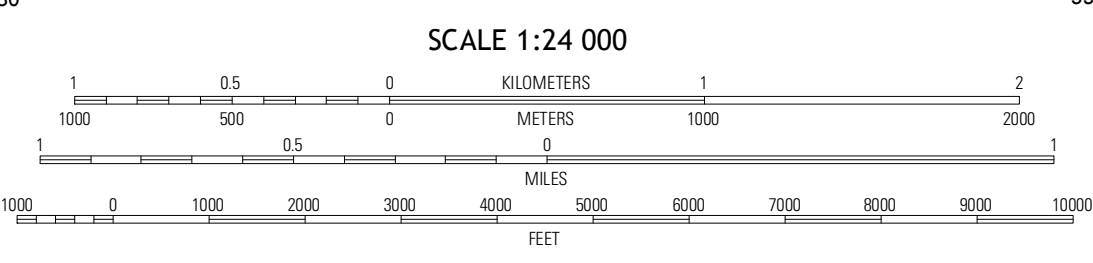 SCALE 1:24 000
1 0.5 0 KILOMETERS 1 2
1000 500 0 METERS 1000 2000
1 0.5 0 1
MILES
1000 0 1000 2000 3000 4000 5000 6000 7000 8000 9000 10000
FEET